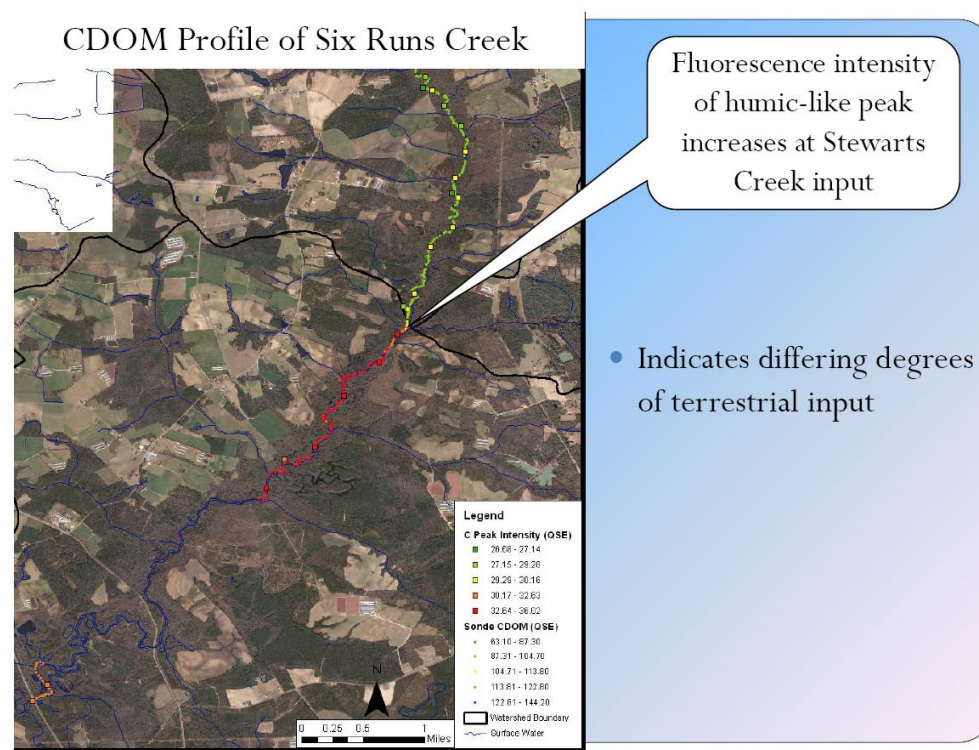 CDOM Profile of Six Runs Creek
Fluorescence intensity
of humic-like peak
increases at Stewarts
Creek input
• Indicates differing degrees
of terrestrial input
Legend
C Peak Intensity (QSE)
26.68 - 27.14
27.15 - 29.28
29.29 - 30.16
30.17 - 32.63
32.64 - 36.02
Sonde CDOM (QSE)
63.10 - 87.30
87.31 - 104.70
104.71 - 113.80
113.81 - 122.80
122.81 - 144.20
Watershed Boundary
Surface Water
N
0 0.25 0.5 1
Miles